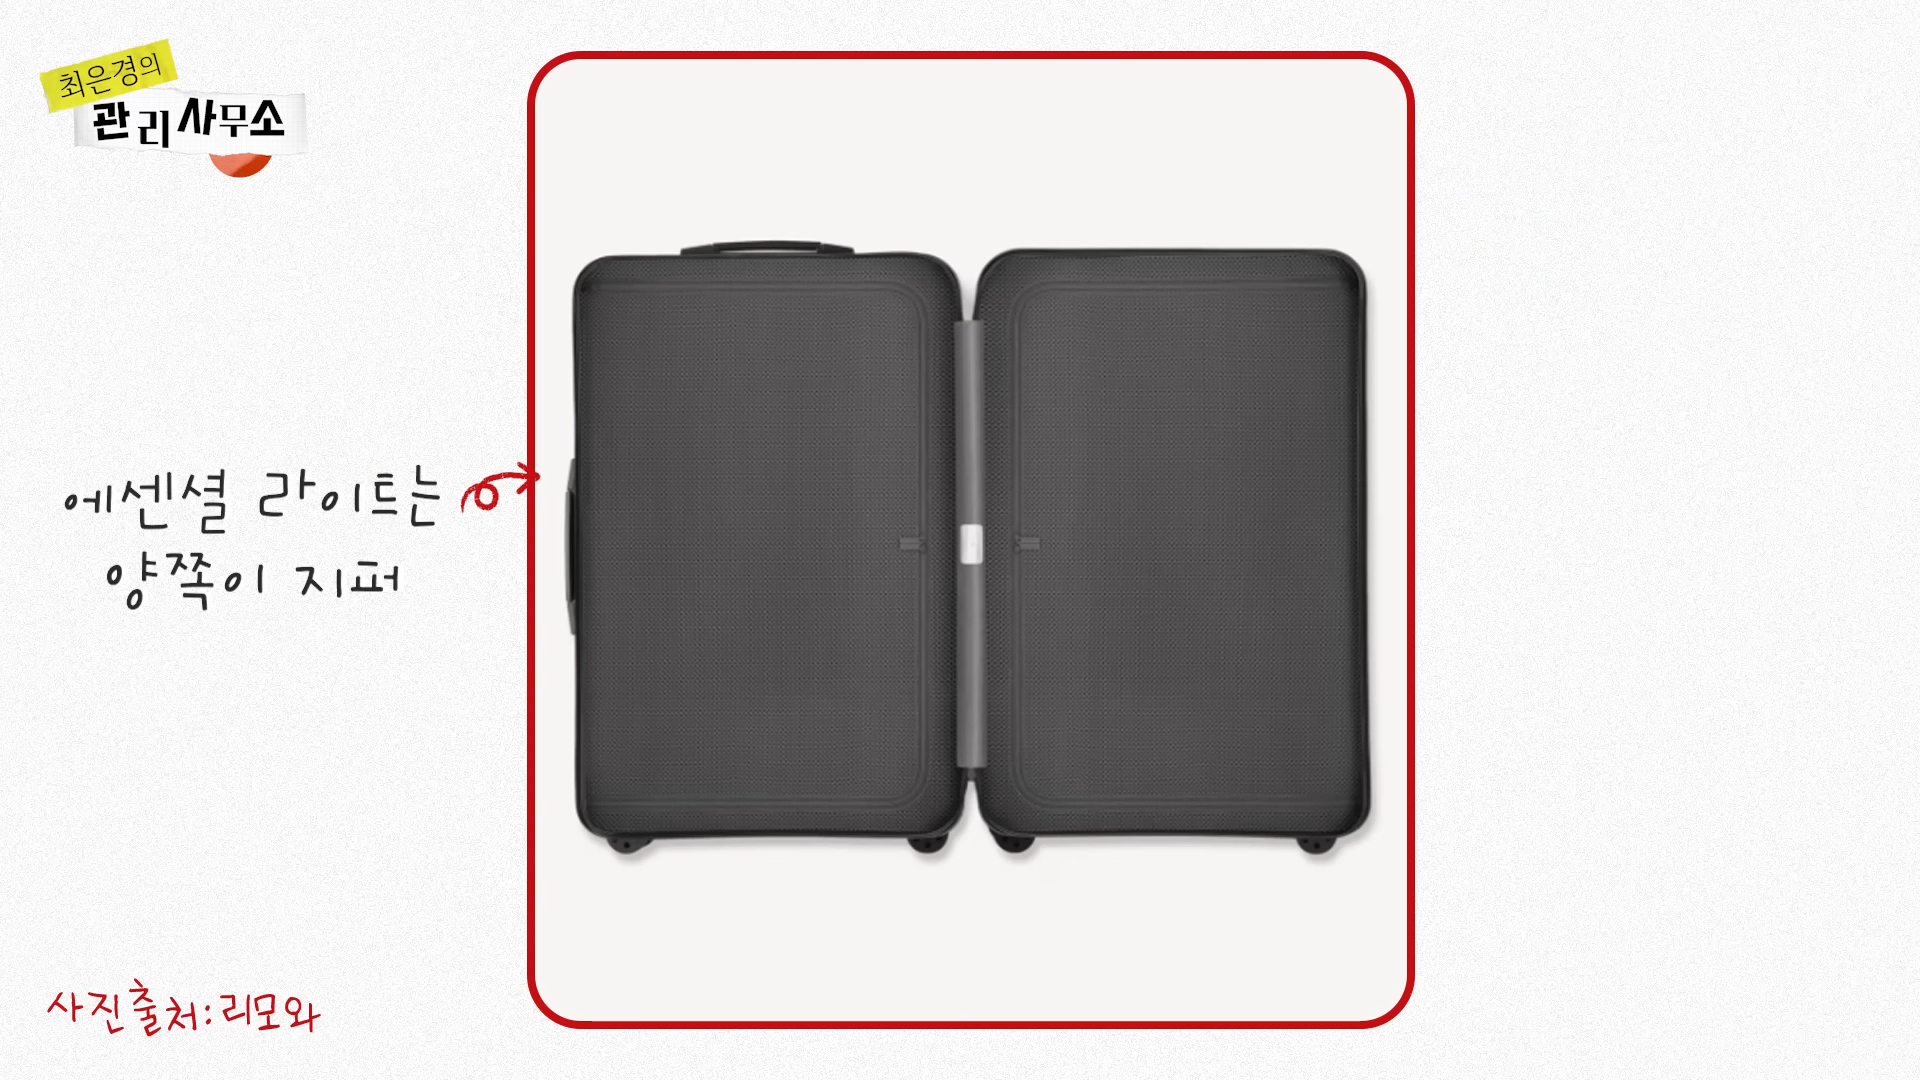 최은경의
관리사무소
에센셜 라이트는
양쪽이 지퍼
사진출처:리모와